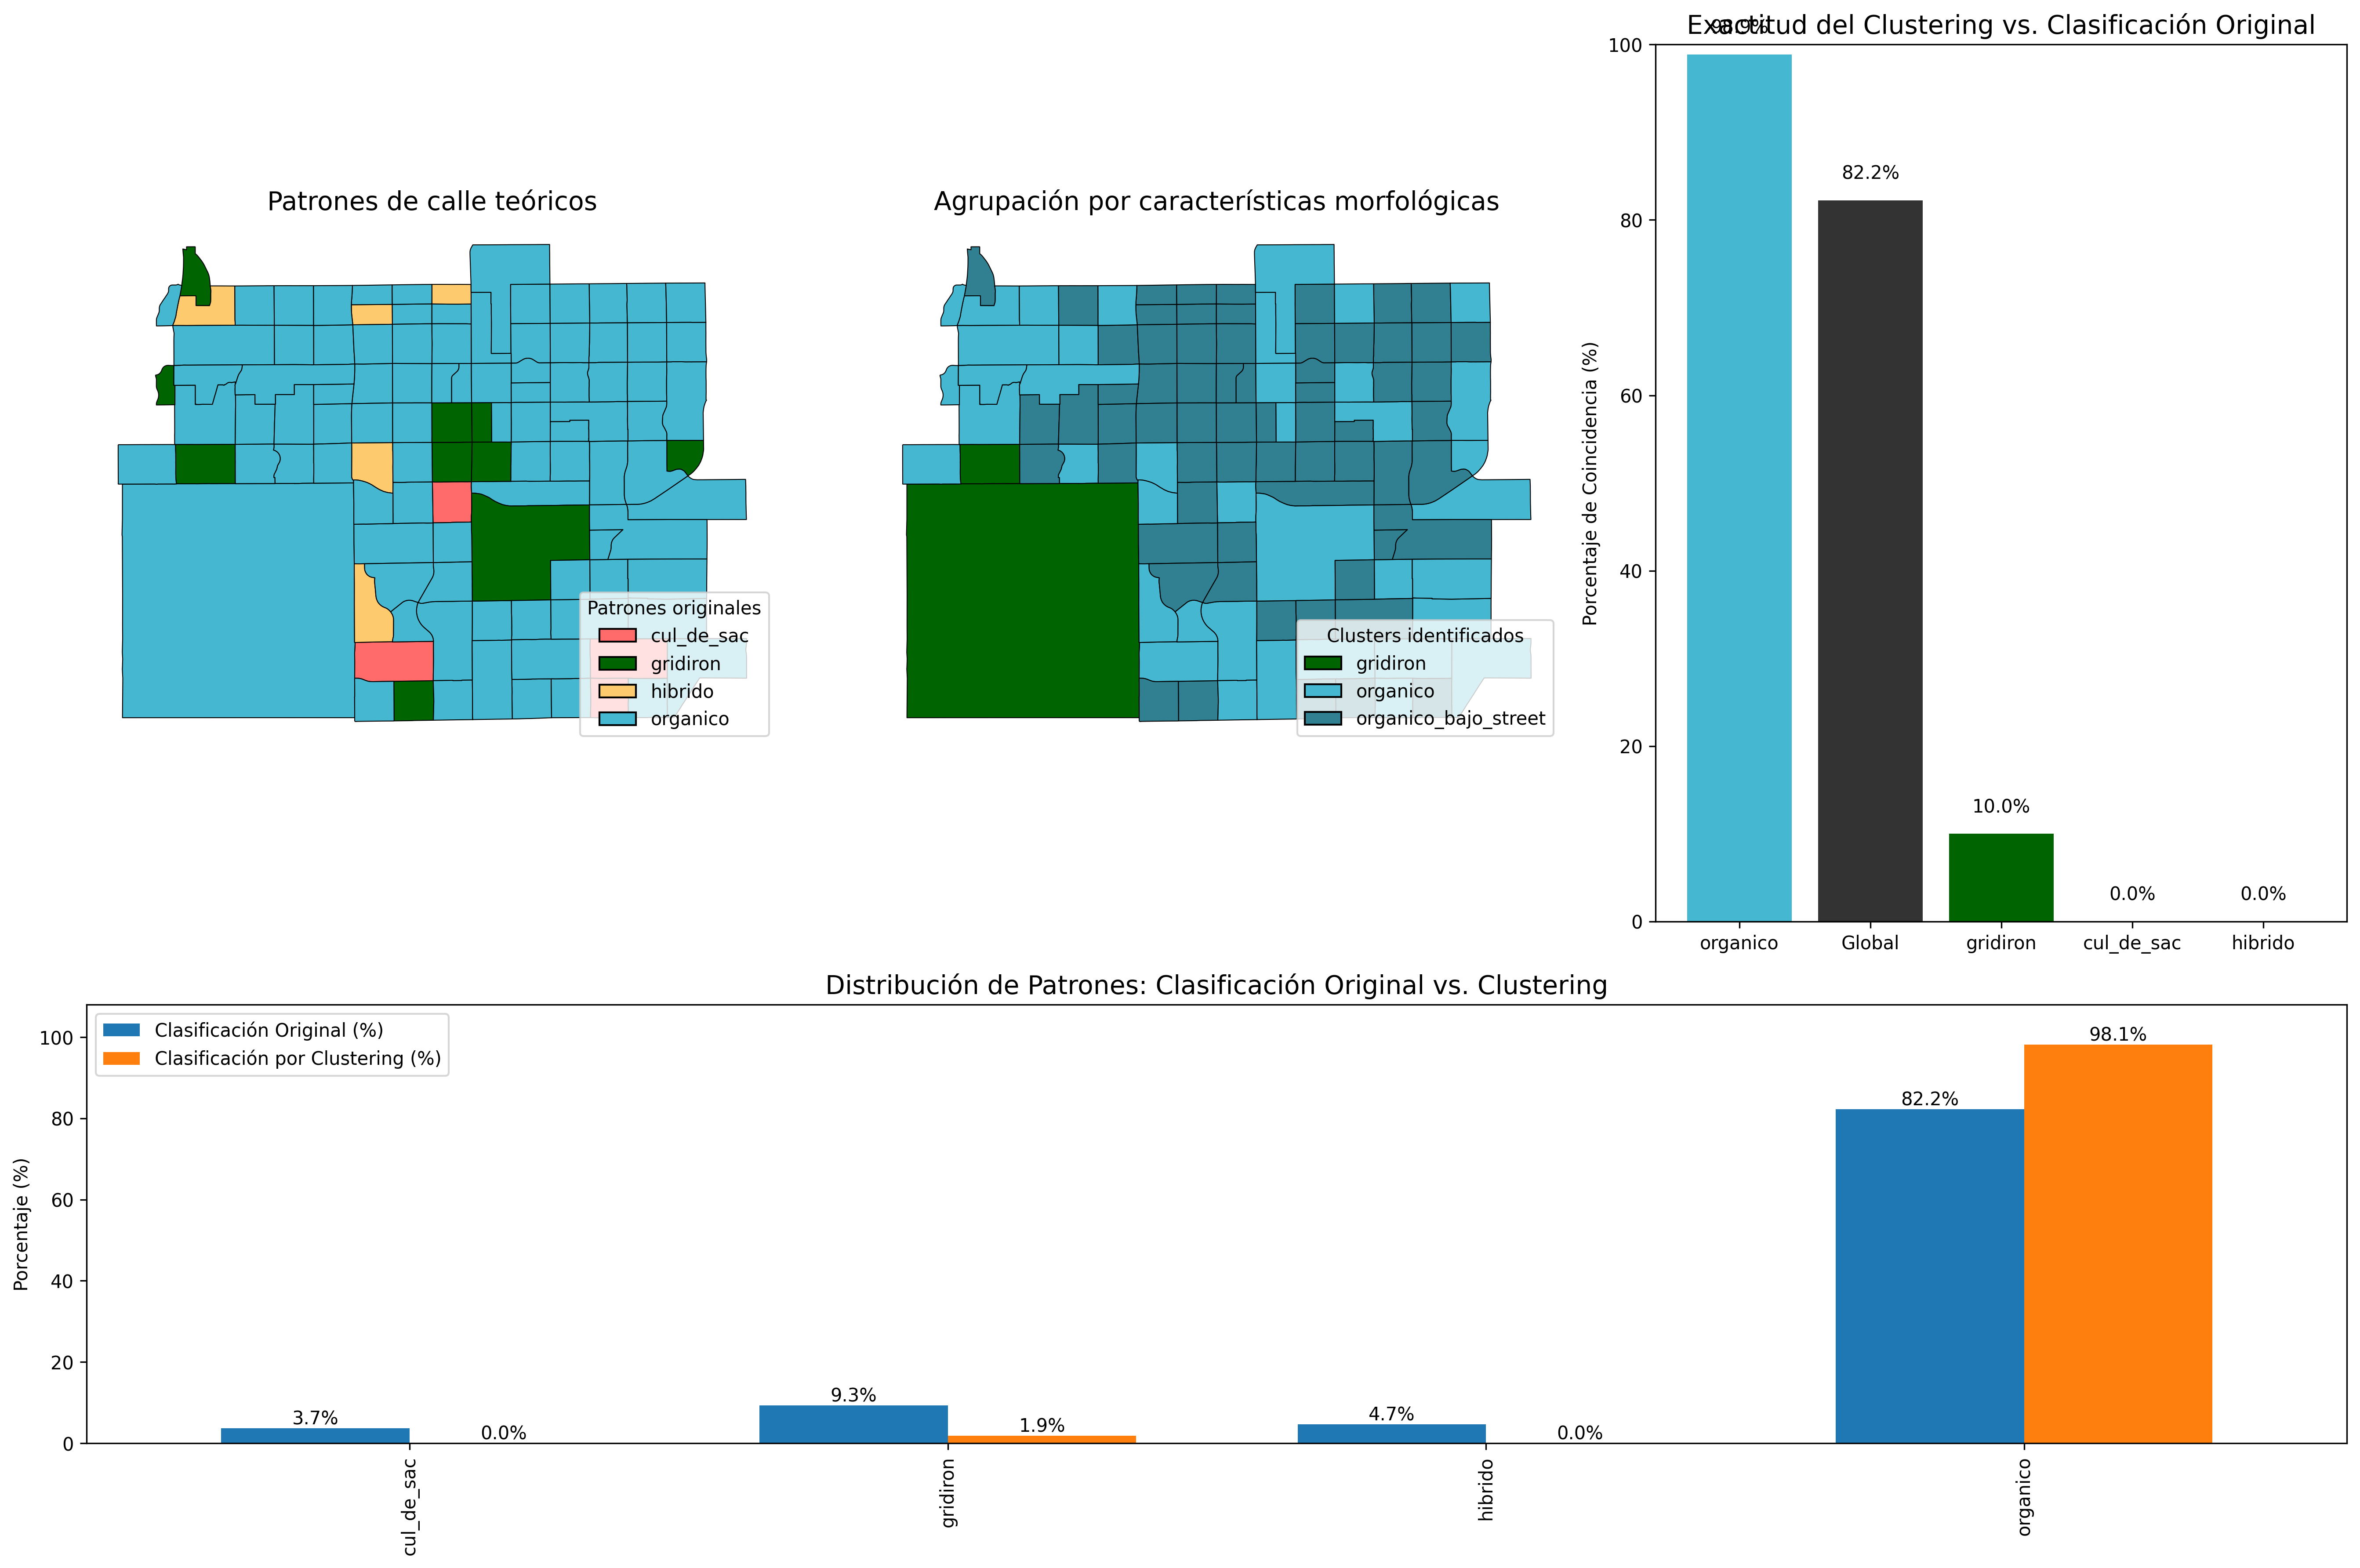 Exactitud del Clustering vs. Clasificación Original
98.9%
100
82.2%
80
Patrones de calle teóricos
Agrupación por características morfológicas
Porcentaje de Coincidencia (%)
60
40
20
0
10.0%
0.0%
0.0%
Patrones originales
cul_de_sac
gridiron
hibrido
organico
Clusters identificados
gridiron
organico
organico_bajo_street
organico
Global
gridiron
cul_de_sac
hibrido
Distribución de Patrones: Clasificación Original vs. Clustering
Clasificación Original (%)
Clasificación por Clustering (%)
Porcentaje (%)
100
80
60
40
20
0
3.7%
0.0%
9.3%
1.9%
4.7%
0.0%
82.2%
98.1%
cul_de_sac
gridiron
hibrido
organico